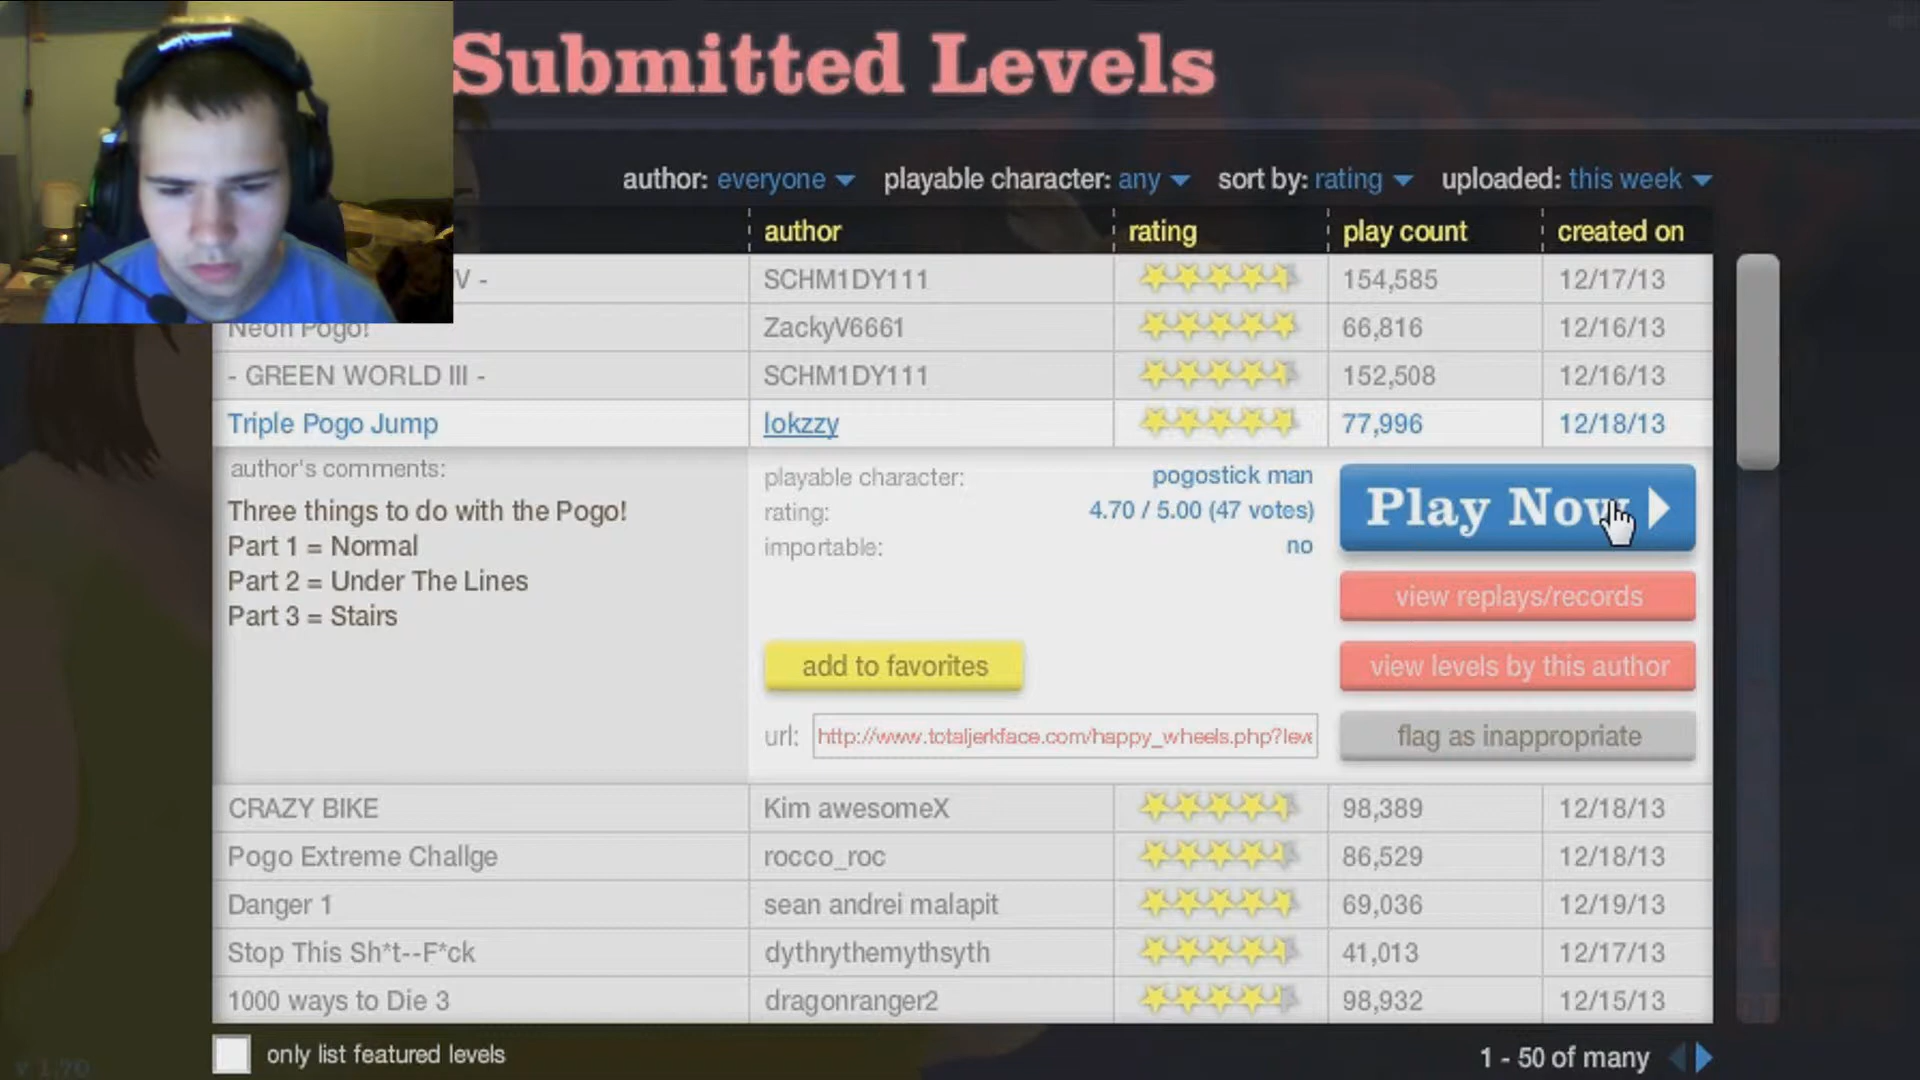 Submitted Levels
author: everyone playable character: any sort by: rating uploaded: this week
author rating play count created on
V - SCHM1DY111 154,585 12/17/13
Neon Pogo! ZackyV6661 66,816 12/16/13
- GREEN WORLD III - SCHM1DY111 152,508 12/16/13
Triple Pogo Jump lokzzy 77,996 12/18/13
author's comments:
Three things to do with the Pogo!
Part 1 = Normal
Part 2 = Under The Lines
Part 3 = Stairs
playable character: pogostick man
rating: 4.70 / 5.00 (47 votes)
importable: no
add to favorites
url: http://www.totaljerkface.com/happy_wheels.php?leve
Play Now
view replays/records
view levels by this author
flag as inappropriate
CRAZY BIKE Kim awesomeX 98,389 12/18/13
Pogo Extreme Challge rocco_roc 86,529 12/18/13
Danger 1 sean andrei malapit 69,036 12/19/13
Stop This Sh*t--F*ck dythrythemythsyth 41,013 12/17/13
1000 ways to Die 3 dragonranger2 98,932 12/15/13
only list featured levels
1 - 50 of many
v 1.70